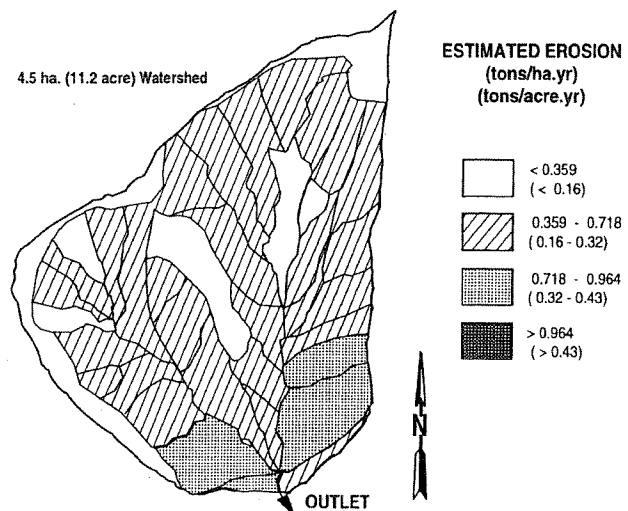 4.5 ha. (11.2 acre) Watershed
ESTIMATED EROSION
(tons/ha.yr)
(tons/acre.yr)
< 0.359
(< 0.16)
0.359 - 0.718
(0.16 - 0.32)
0.718 - 0.964
(0.32 - 0.43)
> 0.964
(> 0.43)
N
OUTLET